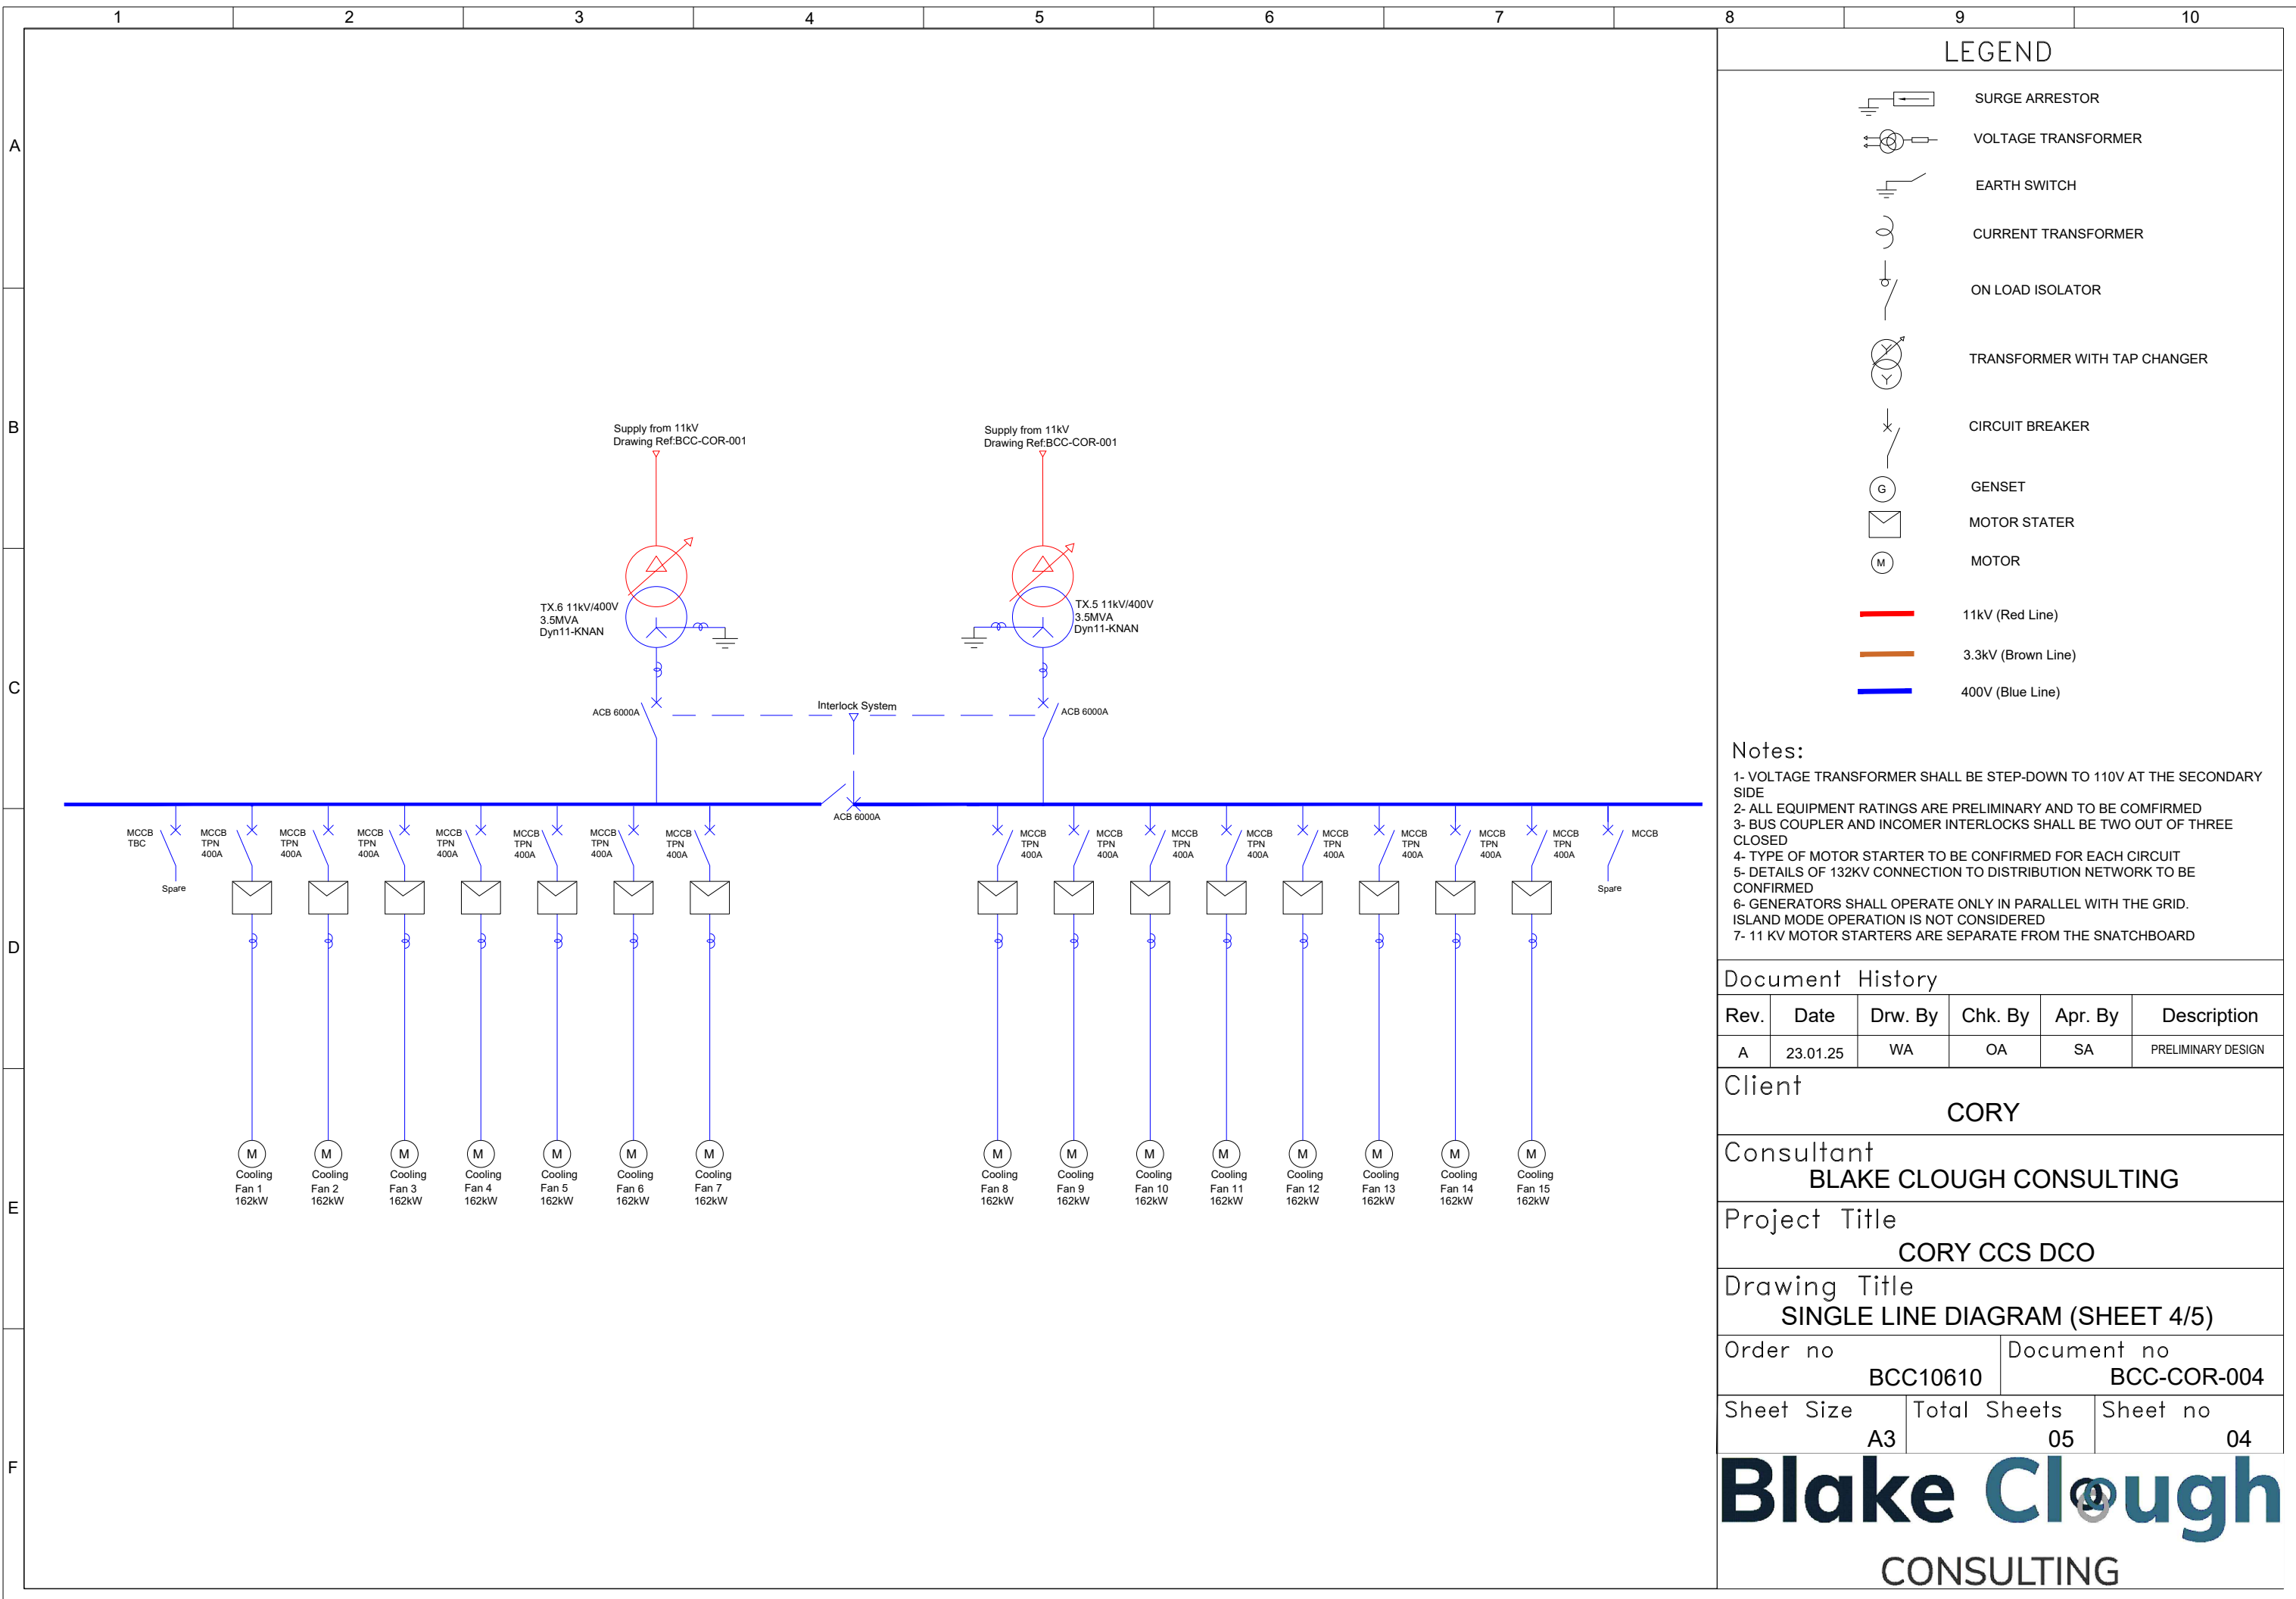 1 2 3 4 5 6 7 8 9 10
A
B
C
D
E
F
Supply from 11kV
Drawing Ref:BCC-COR-001
Supply from 11kV
Drawing Ref:BCC-COR-001
TX.6 11kV/400V
3.5MVA
Dyn11-KNAN
TX.5 11kV/400V
3.5MVA
Dyn11-KNAN
ACB 6000A
Interlock System
ACB 6000A
ACB 6000A
MCCB
TBC
Spare
MCCB
TPN
400A
MCCB
TPN
400A
MCCB
TPN
400A
MCCB
TPN
400A
MCCB
TPN
400A
MCCB
TPN
400A
MCCB
TPN
400A
MCCB
TPN
400A
MCCB
TPN
400A
MCCB
TPN
400A
MCCB
TPN
400A
MCCB
TPN
400A
MCCB
TPN
400A
MCCB
TPN
400A
MCCB
TPN
400A
MCCB
Spare
M
Cooling
Fan 1
162kW
M
Cooling
Fan 2
162kW
M
Cooling
Fan 3
162kW
M
Cooling
Fan 4
162kW
M
Cooling
Fan 5
162kW
M
Cooling
Fan 6
162kW
M
Cooling
Fan 7
162kW
M
Cooling
Fan 8
162kW
M
Cooling
Fan 9
162kW
M
Cooling
Fan 10
162kW
M
Cooling
Fan 11
162kW
M
Cooling
Fan 12
162kW
M
Cooling
Fan 13
162kW
M
Cooling
Fan 14
162kW
M
Cooling
Fan 15
162kW
LEGEND
SURGE ARRESTOR
VOLTAGE TRANSFORMER
EARTH SWITCH
CURRENT TRANSFORMER
ON LOAD ISOLATOR
Y
Y
TRANSFORMER WITH TAP CHANGER
CIRCUIT BREAKER
G GENSET
MOTOR STATER
M MOTOR
11kV (Red Line)
3.3kV (Brown Line)
400V (Blue Line)
Notes:
1- VOLTAGE TRANSFORMER SHALL BE STEP-DOWN TO 110V AT THE SECONDARY
SIDE
2- ALL EQUIPMENT RATINGS ARE PRELIMINARY AND TO BE COMFIRMED
3- BUS COUPLER AND INCOMER INTERLOCKS SHALL BE TWO OUT OF THREE
CLOSED
4- TYPE OF MOTOR STARTER TO BE CONFIRMED FOR EACH CIRCUIT
5- DETAILS OF 132KV CONNECTION TO DISTRIBUTION NETWORK TO BE
CONFIRMED
6- GENERATORS SHALL OPERATE ONLY IN PARALLEL WITH THE GRID.
ISLAND MODE OPERATION IS NOT CONSIDERED
7- 11 KV MOTOR STARTERS ARE SEPARATE FROM THE SNATCHBOARD
Document History
Rev. Date Drw. By Chk. By Apr. By Description
A 23.01.25 WA OA SA PRELIMINARY DESIGN
Client
CORY
Consultant
BLAKE CLOUGH CONSULTING
Project Title
CORY CCS DCO
Drawing Title
SINGLE LINE DIAGRAM (SHEET 4/5)
Order no Document no
BCC10610 BCC-COR-004
Sheet Size Total Sheets Sheet no
A3 05 04
Blake Clough
CONSULTING